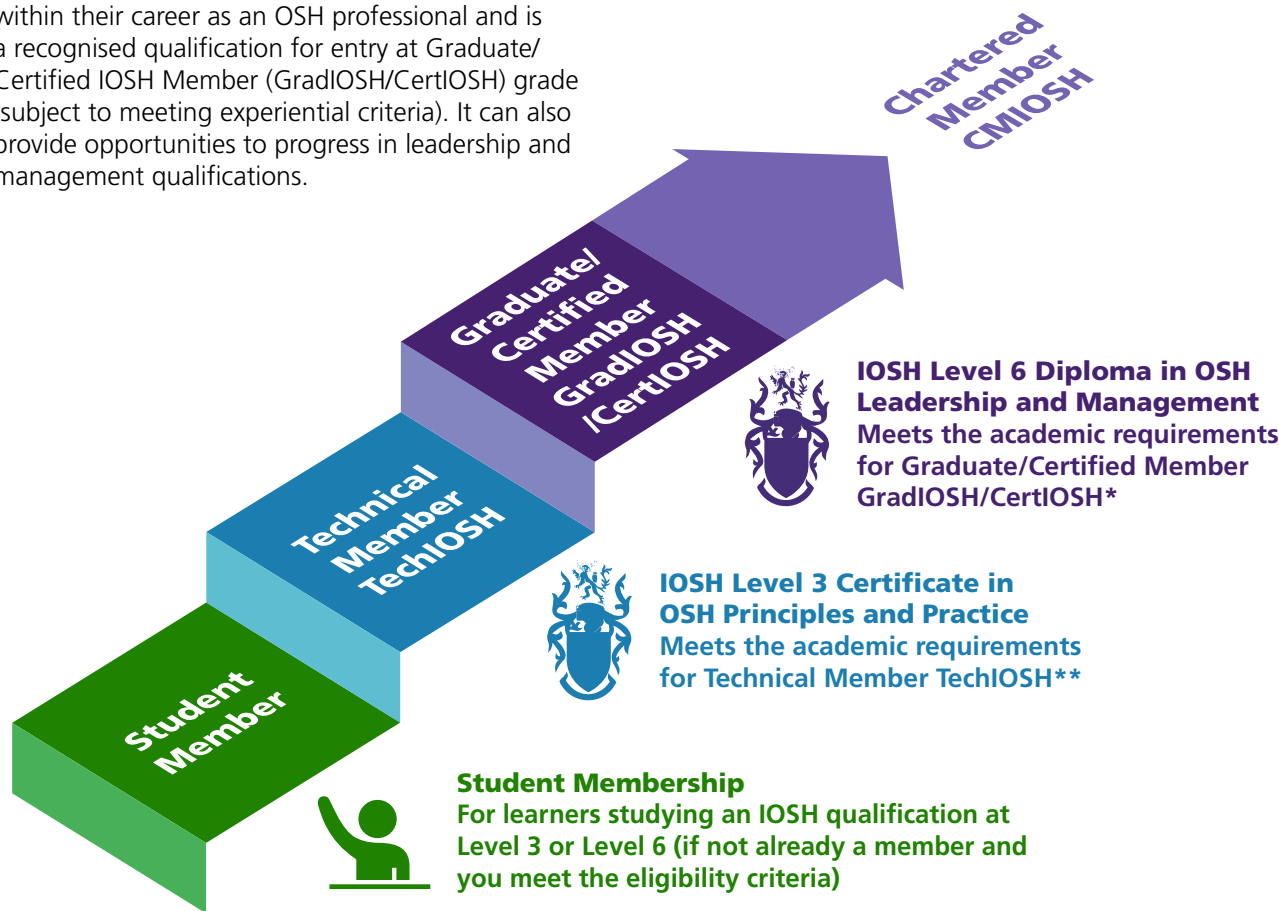 within their career as an OSH professional and is
a recognised qualification for entry at Graduate/
Certified IOSH Member (GradIOSH/CertIOSH) grade
subject to meeting experiential criteria). It can also
provide opportunities to progress in leadership and
management qualifications.
Chartered
Member
CMIOSH
Graduate/
Certified
Member
GradIOSH
/CertIOSH
IOSH Level 6 Diploma in OSH
Leadership and Management
Meets the academic requirements
for Graduate/Certified Member
GradIOSH/CertIOSH*
Technical
Member
TechIOSH
IOSH Level 3 Certificate in
OSH Principles and Practice
Meets the academic requirements
for Technical Member TechIOSH**
Student
Member
Student Membership
For learners studying an IOSH qualification at
Level 3 or Level 6 (if not already a member and
you meet the eligibility criteria)